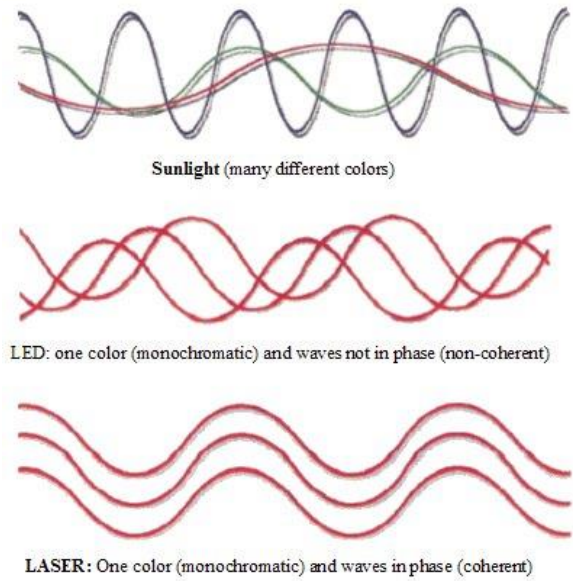 Sunlight (many different colors)
LED: one color (monochromatic) and waves not in phase (non-coherent)
LASER: One color (monochromatic) and waves in phase (coherent)